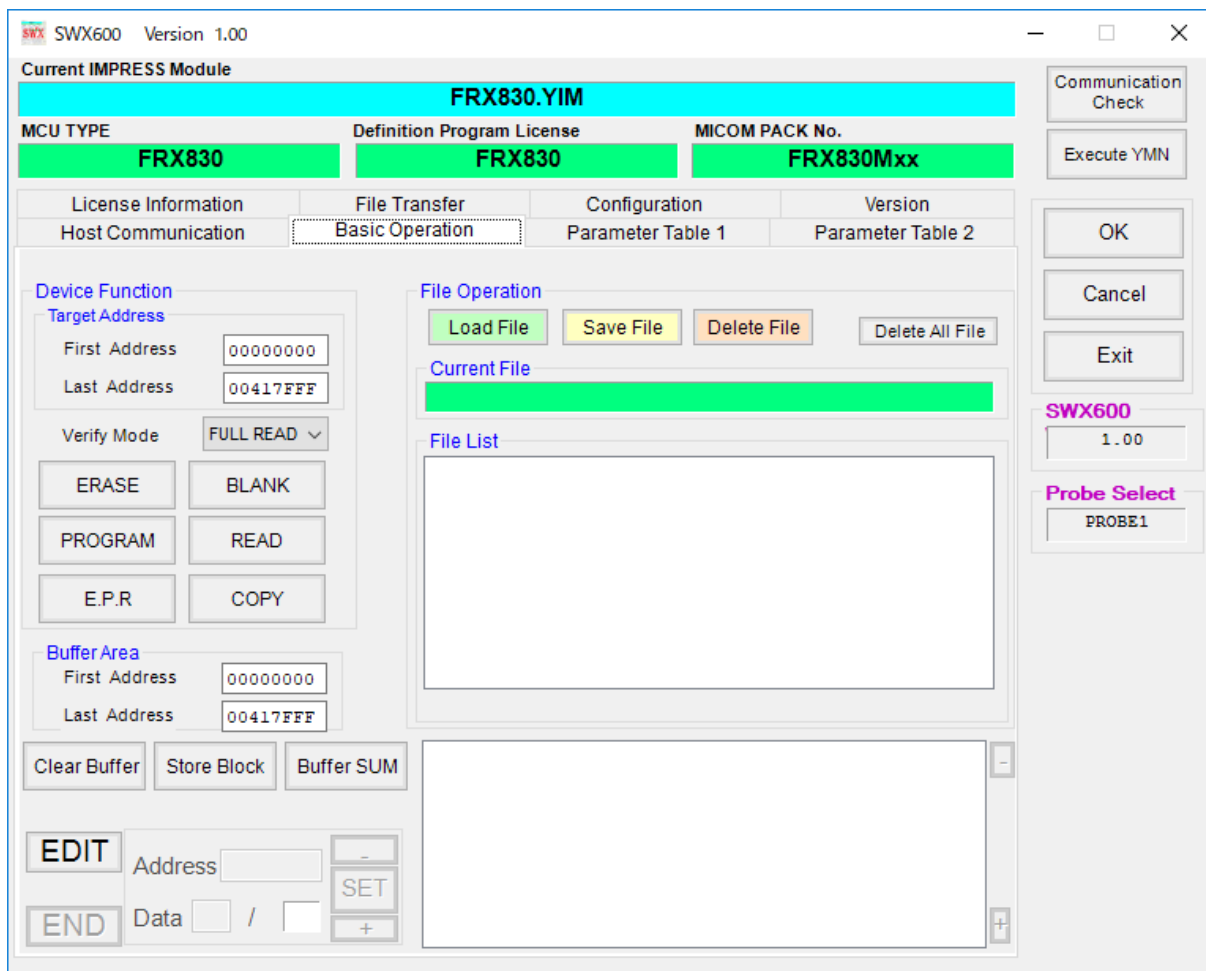 SWX SWX600 Version 1.00
Current IMPRESS Module
FRX830.YIM
MCU TYPE Definition Program License MICOM PACK No.
FRX830 FRX830 FRX830Mxx
License Information File Transfer Configuration Version
Host Communication Basic Operation Parameter Table 1 Parameter Table 2
Device Function
Target Address
First Address 00000000
Last Address 00417FFF
Verify Mode FULL READ
ERASE BLANK
PROGRAM READ
E.P.R COPY
Buffer Area
First Address 00000000
Last Address 00417FFF
Clear Buffer Store Block Buffer SUM
EDIT
Address -
SET
END Data / +
File Operation
Load File Save File Delete File Delete All File
Current File
File List
-
+
Communication
Check
Execute YMN
OK
Cancel
Exit
SWX600
1.00
Probe Select
PROBE1